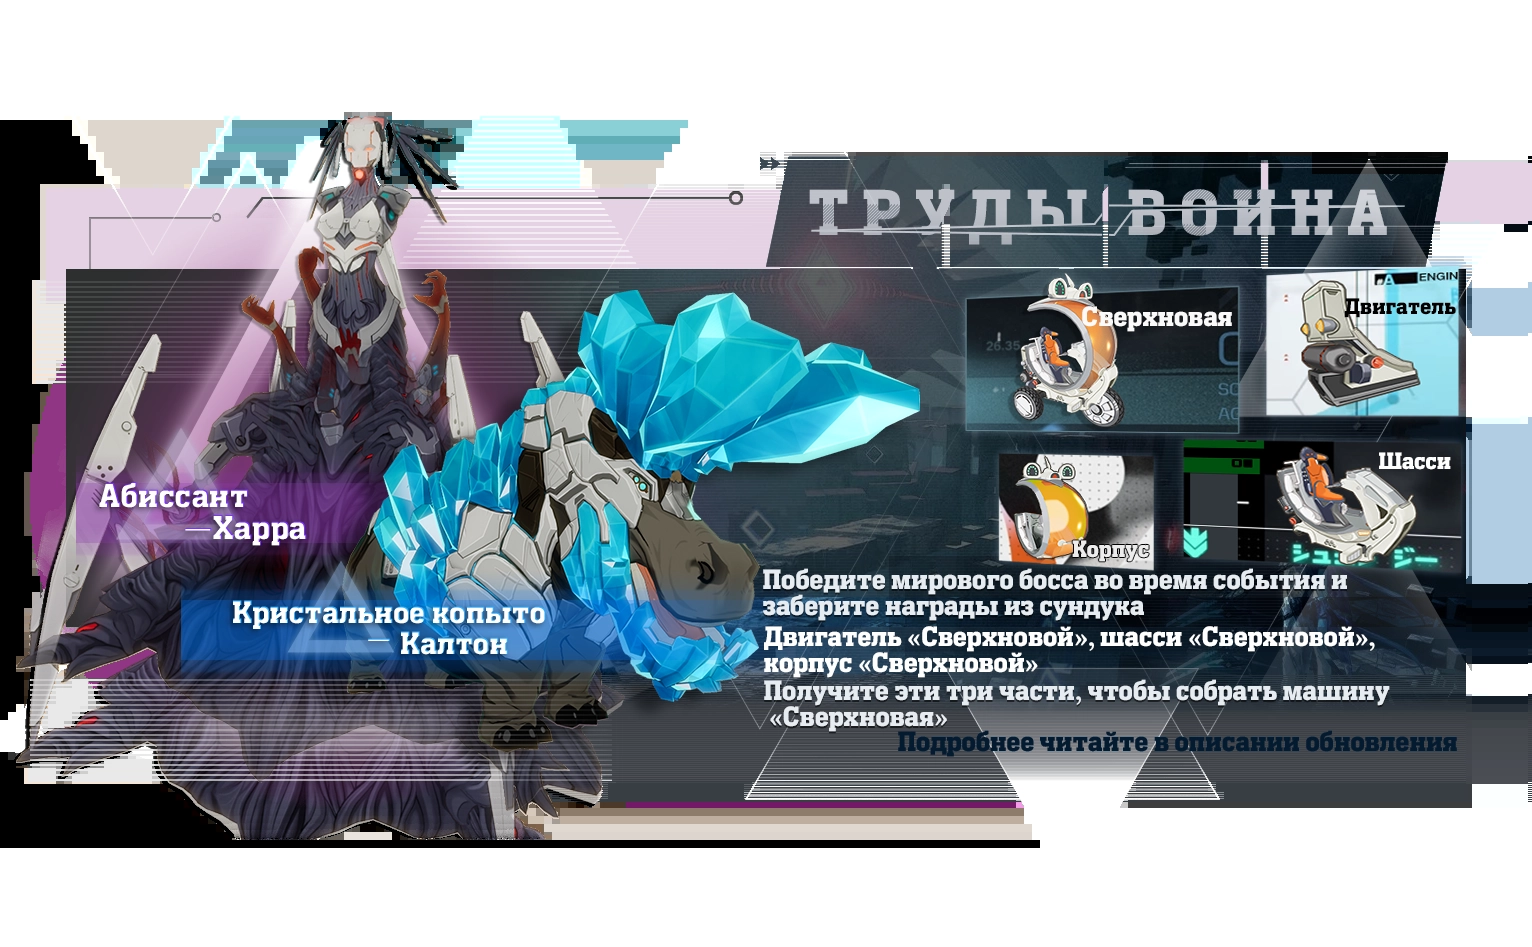 ТРУДЫ ВОИНА
Сверхновая
26.35
ENGIN
Двигатель
Корпус
Шасси
Абиссант
—Харра
Кристальное копыто
— Калтон
Победите мирового босса во время события и
заберите награды из сундука
Двигатель «Сверхновой», шасси «Сверхновой»,
корпус «Сверхновой»
Получите эти три части, чтобы собрать машину
«Сверхновая»
Подробнее читайте в описании обновления